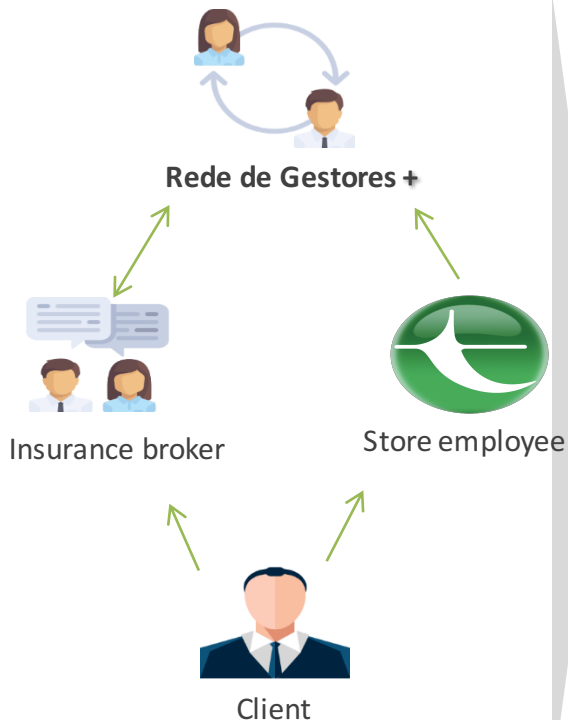 Rede de Gestores +
Insurance broker
Store employee
Client